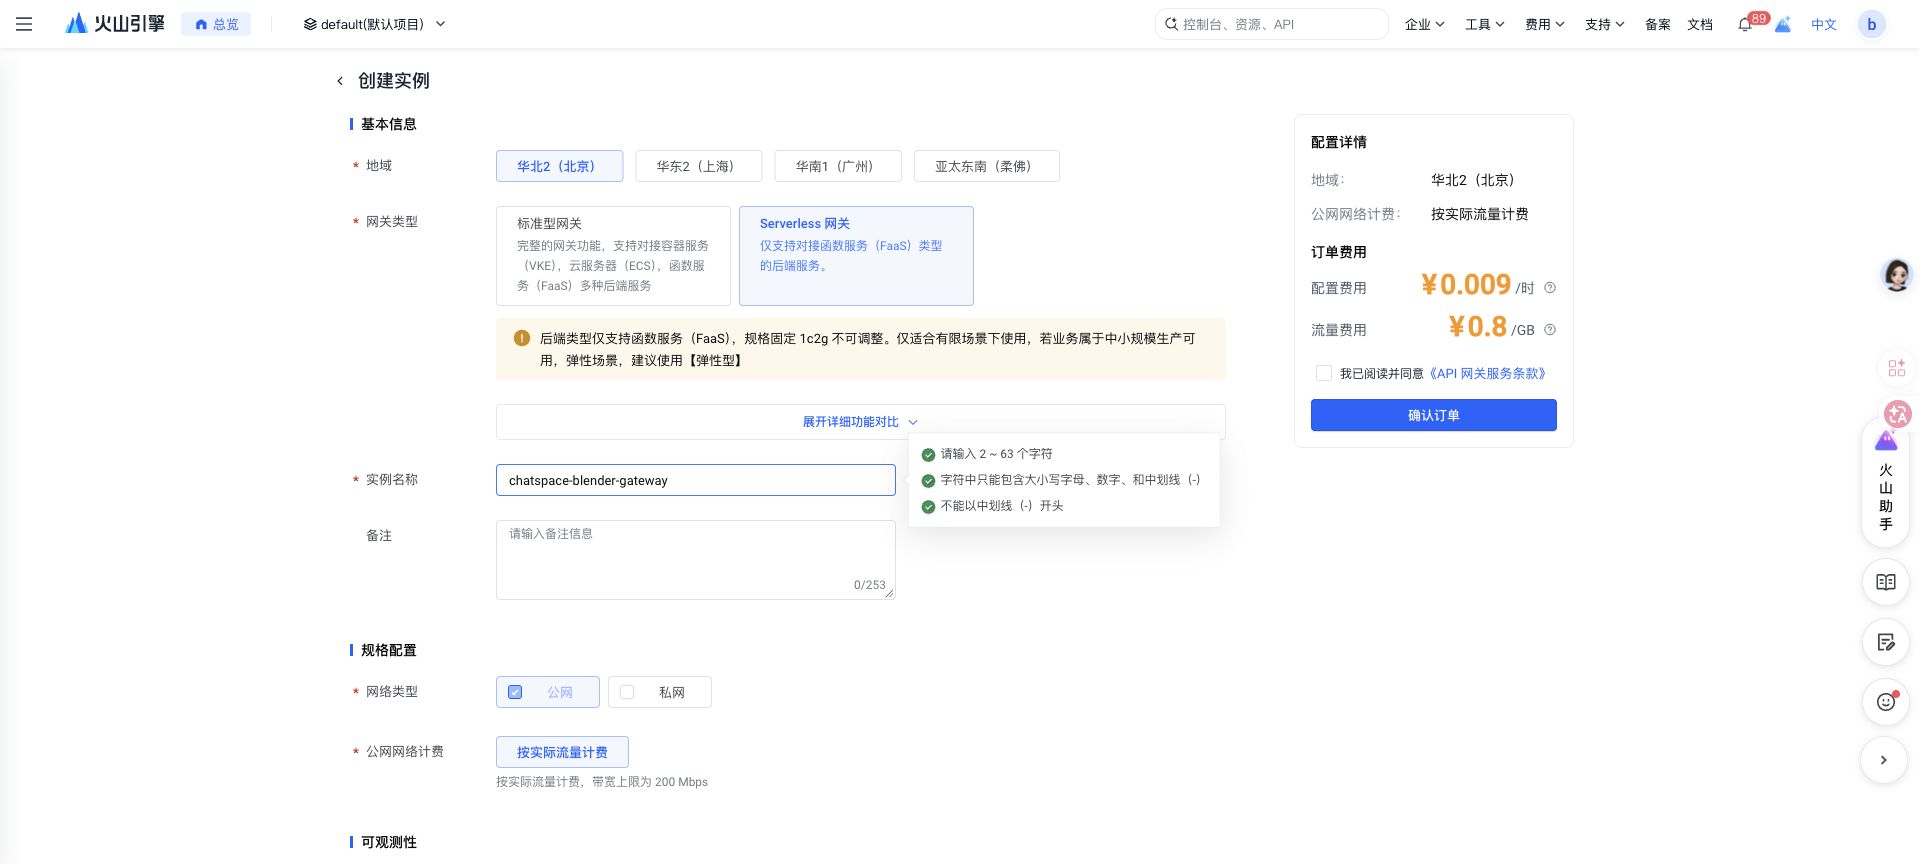 火山引擎
总览
default(默认项目)
控制台、资源、API
企业
工具
费用
支持
备案
文档
89
中文
b
创建实例
基本信息
* 地域
华北2（北京）
华东2（上海）
华南1（广州）
亚太东南（柔佛）
* 网关类型
标准型网关
完整的网关功能，支持对接容器服务
（VKE），云服务器（ECS），函数服
务（FaaS）多种后端服务
Serverless 网关
仅支持对接函数服务（FaaS）类型
的后端服务。
后端类型仅支持函数服务（FaaS），规格固定 1c2g 不可调整。仅适合有限场景下使用，若业务属于中小规模生产可
用，弹性场景，建议使用【弹性型】
展开详细功能对比
* 实例名称
chatspace-blender-gateway
请输入 2 ~ 63 个字符
字符中只能包含大小写字母、数字、和中划线（-）
不能以中划线（-）开头
备注
请输入备注信息
0/253
规格配置
* 网络类型
公网
私网
* 公网网络计费
按实际流量计费
按实际流量计费，带宽上限为 200 Mbps
可观测性
配置详情
地域：
华北2（北京）
公网网络计费：
按实际流量计费
订单费用
配置费用
¥0.009 /时
流量费用
¥0.8 /GB
我已阅读并同意《API 网关服务条款》
确认订单
火山助手